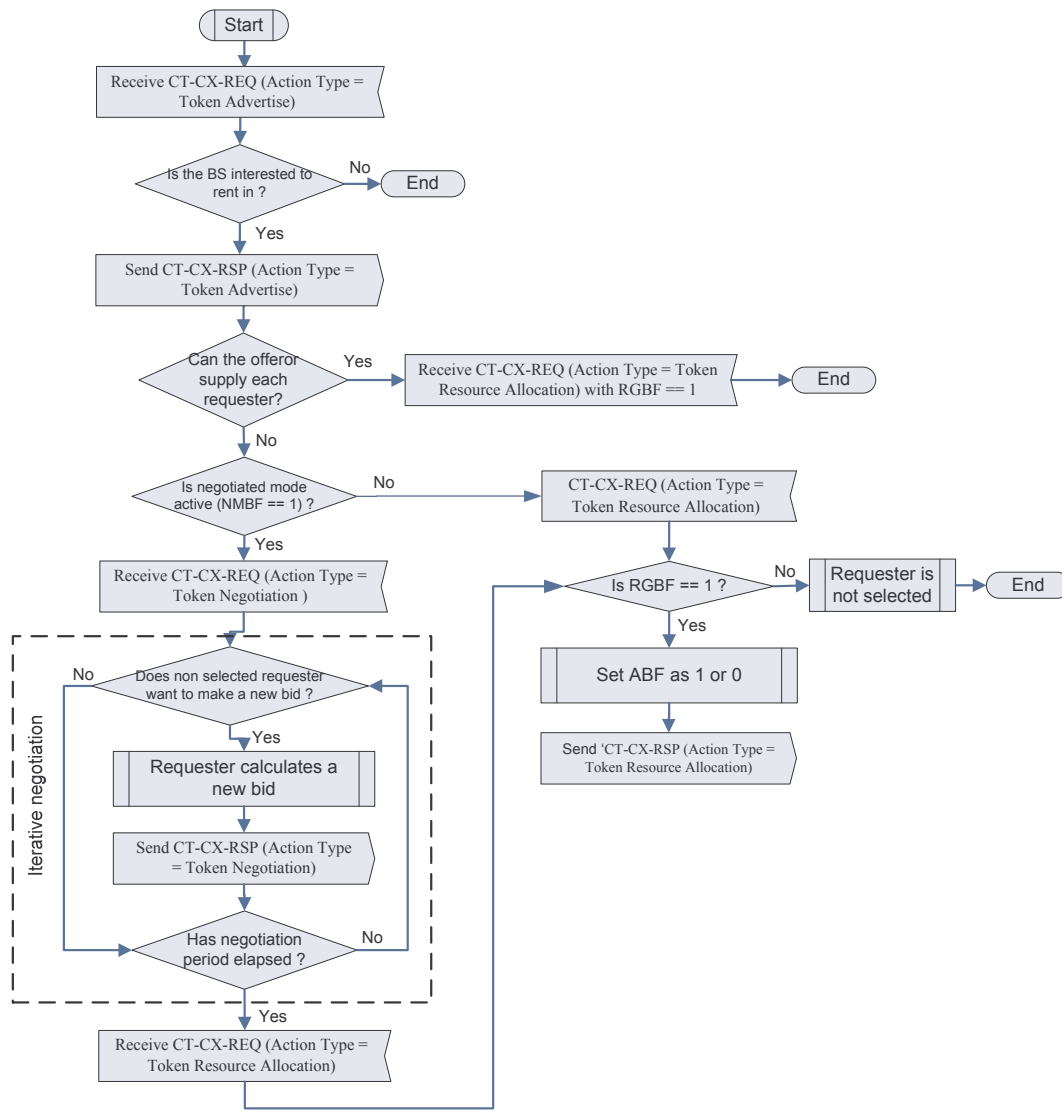 Start
Receive CT-CX-REQ (Action Type =
Token Advertise)
Is the BS interested to
rent in ?
No
End
Yes
Send CT-CX-RSP (Action Type =
Token Advertise)
Can the offeror
supply each
requester?
Yes
Receive CT-CX-REQ (Action Type = Token
Resource Allocation) with RGBF == 1
End
No
Is negotiated mode
active (NMBF == 1) ?
No
CT-CX-REQ (Action Type =
Token Resource Allocation)
Yes
Receive CT-CX-REQ (Action Type =
Token Negotiation )
Is RGBF == 1 ?
No
Requester is
not selected
End
Yes
Set ABF as 1 or 0
Send ‘CT-CX-RSP (Action Type =
Token Resource Allocation)
Iterative negotiation
No
Does non selected requester
want to make a new bid ?
Yes
Requester calculates a
new bid
Send CT-CX-RSP (Action Type
= Token Negotiation)
Has negotiation
period elapsed ?
No
Yes
Receive CT-CX-REQ (Action Type =
Token Resource Allocation)